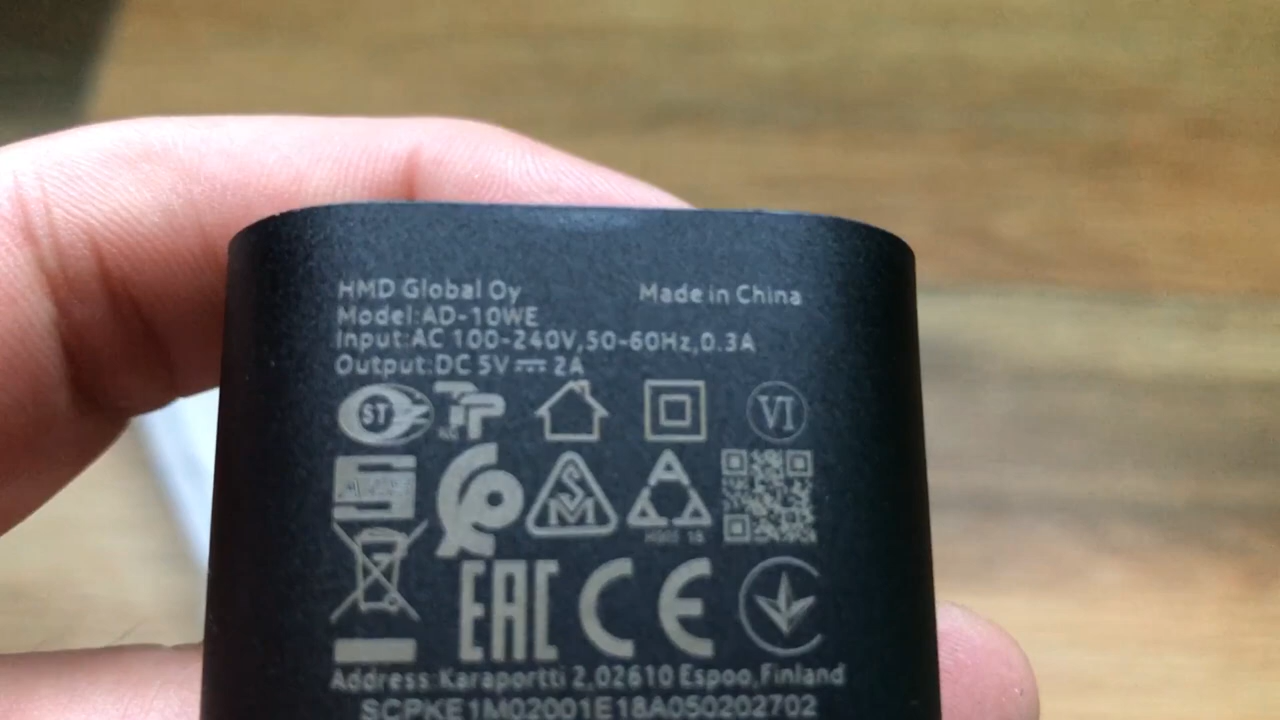 HMD Global Oy Made in China
Model:AD-10WE
Input:AC 100-240V,50-60Hz,0.3A
Output:DC 5V 2A
ST VI
SM
EAC CE
Address:Karaportti 2,02610 Espoo,Finland
SCPKE1M02001E18A050202702